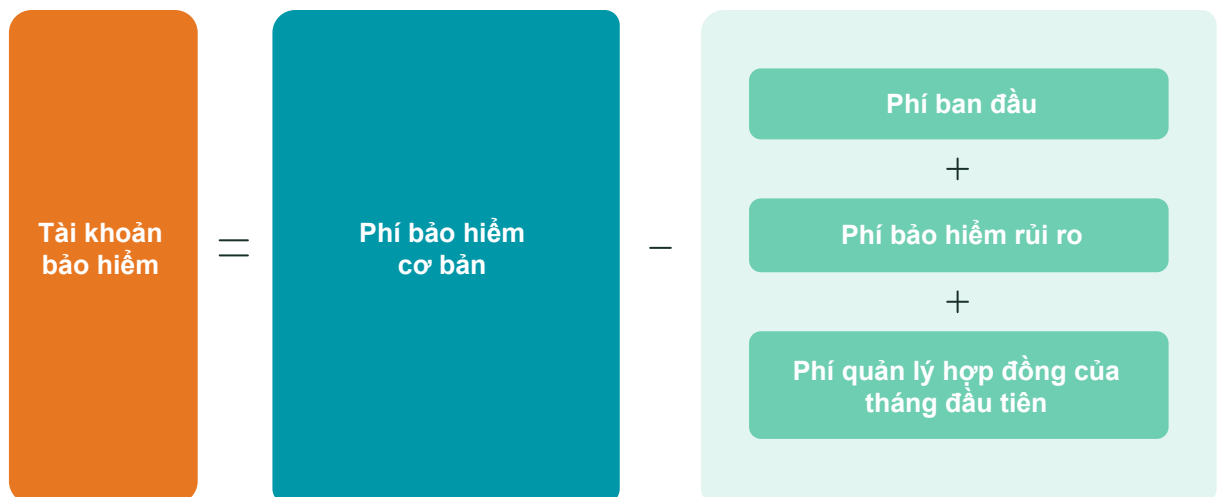 Tài khoản
bảo hiểm
=
Phí bảo hiểm
cơ bản
−
Phí ban đầu
+
Phí bảo hiểm rủi ro
+
Phí quản lý hợp đồng của
tháng đầu tiên